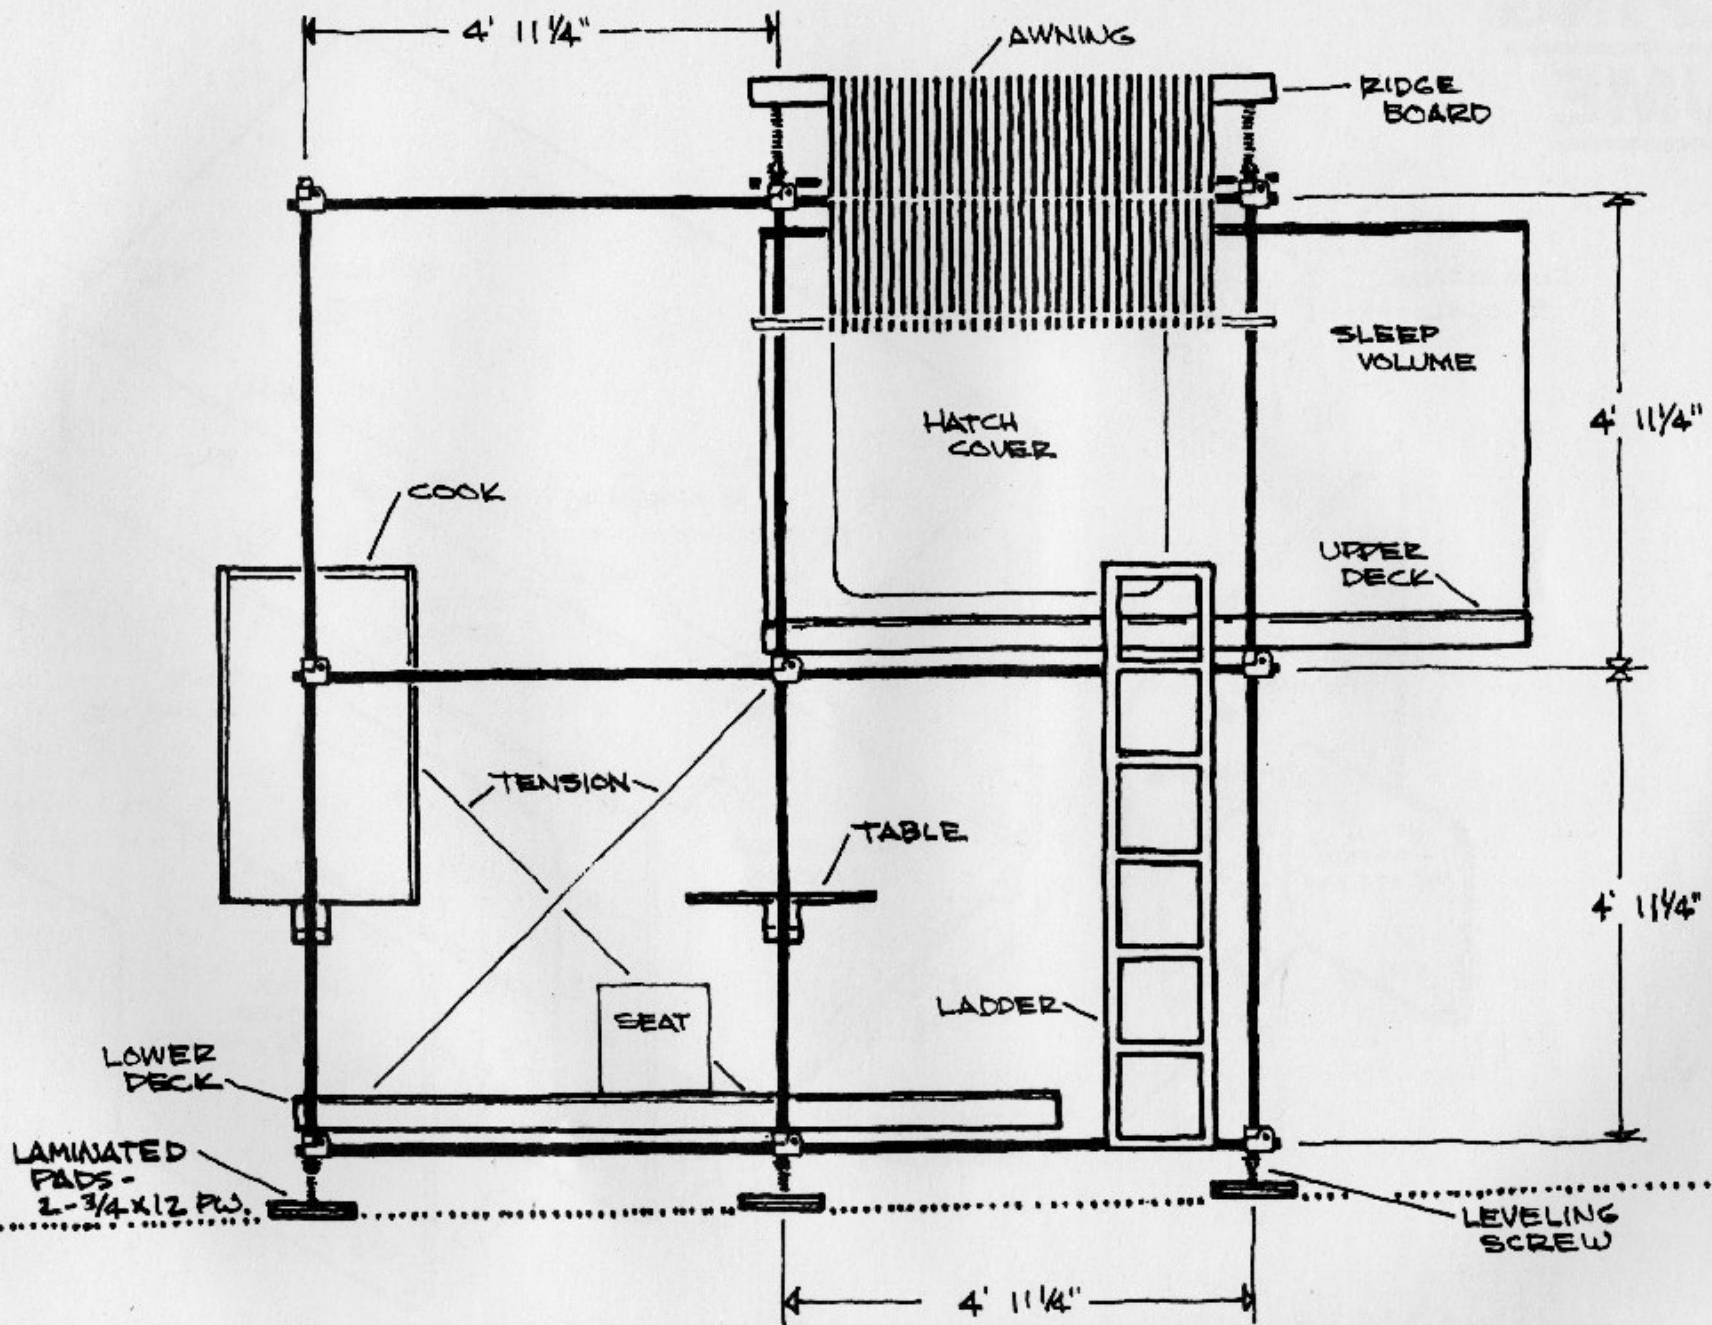 4' 11 1/4"
AWNING
RIDGE
BOARD
SLEEP
VOLUME
HATCH
COVER
4' 11 1/4"
COOK
UPPER
DECK
TENSION
TABLE
4' 11 1/4"
LADDER
SEAT
LOWER
DECK
LAMINATED
PADS -
2-3/4 X 12 PW.
LEVELING
SCREW
4' 11 1/4"